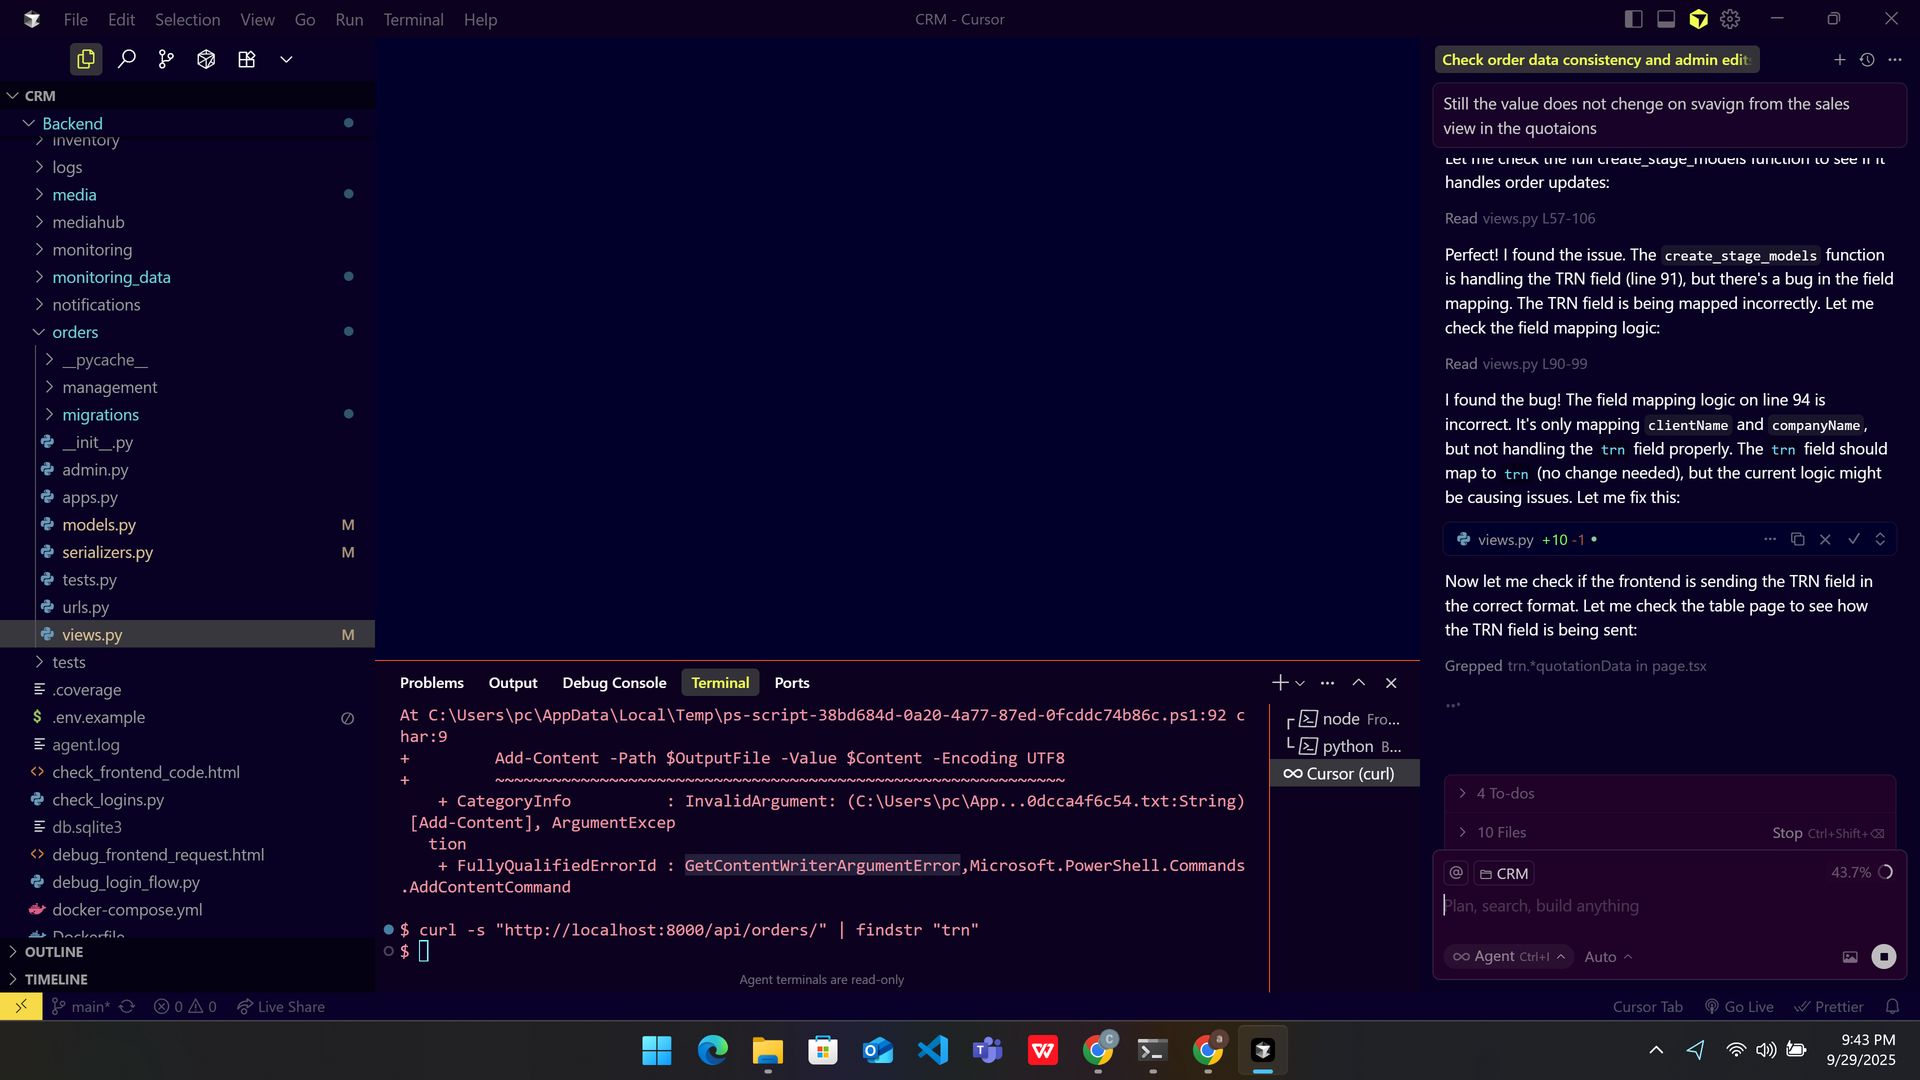 File Edit Selection View Go Run Terminal Help
CRM - Cursor
CRM
Backend
inventory
logs
media
mediahub
monitoring
monitoring_data
notifications
orders
__pycache__
management
migrations
__init__.py
admin.py
apps.py
models.py M
serializers.py M
tests.py
urls.py
views.py M
tests
.coverage
.env.example
agent.log
check_frontend_code.html
check_logins.py
db.sqlite3
debug_frontend_request.html
debug_login_flow.py
docker-compose.yml
Dockerfile
OUTLINE
TIMELINE
Problems Output Debug Console Terminal Ports
At C:\Users\pc\AppData\Local\Temp\ps-script-38bd684d-0a20-4a77-87ed-0fcddc74b86c.ps1:92 c
har:9
+ Add-Content -Path $OutputFile -Value $Content -Encoding UTF8
+ ~~~~~~~~~~~~~~~~~~~~~~~~~~~~~~~~~~~~~~~~~~~~~~~~~~~~~~~~~~~~
+ CategoryInfo : InvalidArgument: (C:\Users\pc\App...0dcca4f6c54.txt:String)
[Add-Content], ArgumentExcep
tion
+ FullyQualifiedErrorId : GetContentWriterArgumentError,Microsoft.PowerShell.Commands
.AddContentCommand
$ curl -s "http://localhost:8000/api/orders/" | findstr "trn"
$
Agent terminals are read-only
node Fro...
python B...
Cursor (curl)
Check order data consistency and admin edit
Still the value does not chenge on svavign from the sales
view in the quotaions
Let me check the full create_stage_models function to see if it
handles order updates:
Read views.py L57-106
Perfect! I found the issue. The create_stage_models function
is handling the TRN field (line 91), but there's a bug in the field
mapping. The TRN field is being mapped incorrectly. Let me
check the field mapping logic:
Read views.py L90-99
I found the bug! The field mapping logic on line 94 is
incorrect. It's only mapping clientName and companyName,
but not handling the trn field properly. The trn field should
map to trn (no change needed), but the current logic might
be causing issues. Let me fix this:
views.py +10 -1
Now let me check if the frontend is sending the TRN field in
the correct format. Let me check the table page to see how
the TRN field is being sent:
Grepped trn.*quotationData in page.tsx
4 To-dos
10 Files Stop Ctrl+Shift+⌫
@ CRM 43.7%
Plan, search, build anything
Agent Ctrl+I Auto
main* 0 0 Live Share
Cursor Tab Go Live Prettier
9:43 PM
9/29/2025